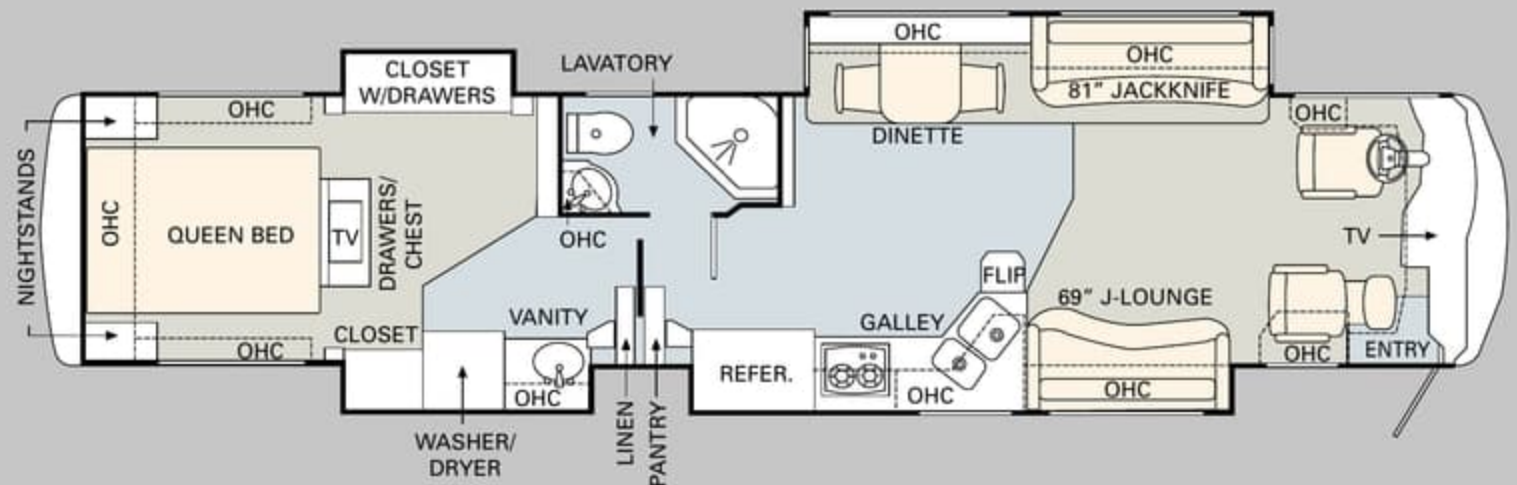 NIGHTSTANDS
OHC
OHC
QUEEN BED
TV
DRAWERS/
CHEST
OHC
CLOSET
CLOSET
W/DRAWERS
LAVATORY
OHC
VANITY
OHC
WASHER/
DRYER
LINEN
PANTRY
OHC
OHC
81" JACKKNIFE
DINETTE
FLIP
GALLEY
REFER.
OHC
69" J-LOUNGE
OHC
OHC
TV
OHC
ENTRY